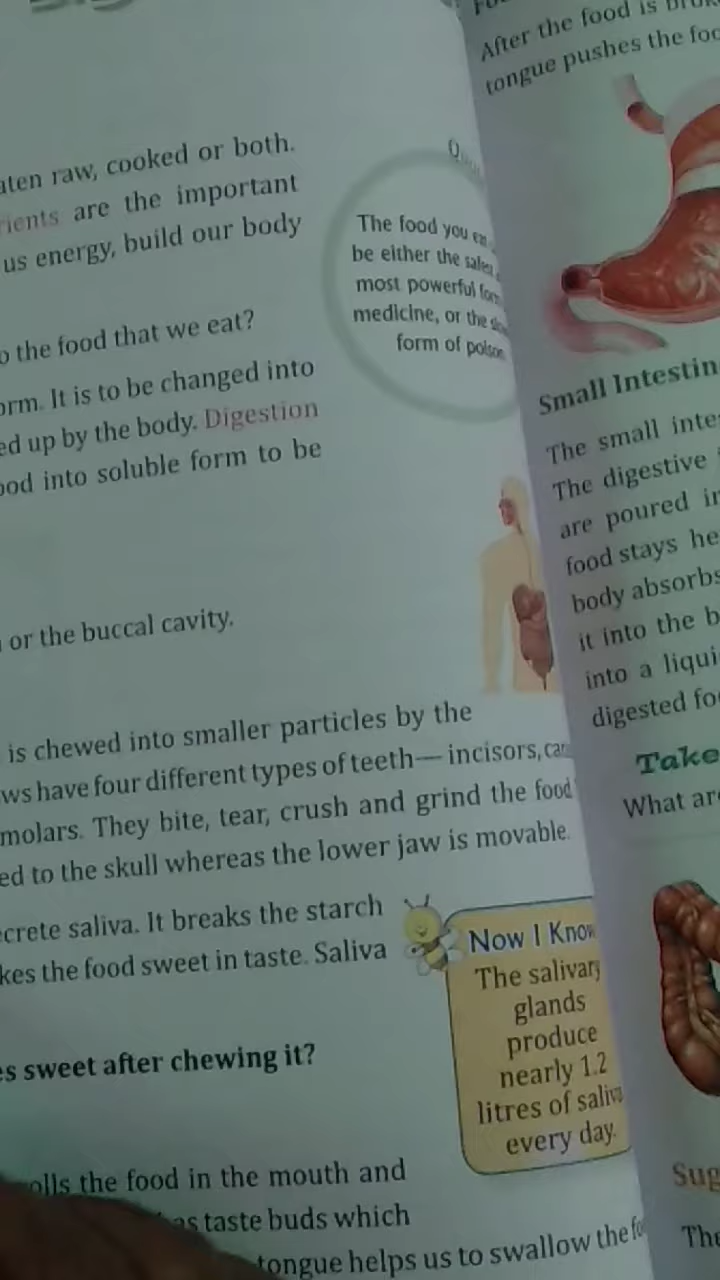 aten raw, cooked or both.
rients are the important
us energy, build our body
o the food that we eat?
orm. It is to be changed into
ed up by the body. Digestion
ood into soluble form to be
The food you
be either the
most powerful
medicine, or the
form of poison
or the buccal cavity.
is chewed into smaller particles by the
ws have four different types of teeth— incisors, can
molars. They bite, tear, crush and grind the food
ed to the skull whereas the lower jaw is movable.
ecrete saliva. It breaks the starch
kes the food sweet in taste. Saliva
Now I Know
The salivary
glands
produce
nearly 1.2
litres of saliva
every day.
es sweet after chewing it?
olls the food in the mouth and
as taste buds which
tongue helps us to swallow the fo
After the food is
tongue pushes the foo
Small Intestin
The small inte
The digestive
are poured in
food stays he
body absorbs
it into the b
into a liqui
digested fo
Take
What are
Sug
The